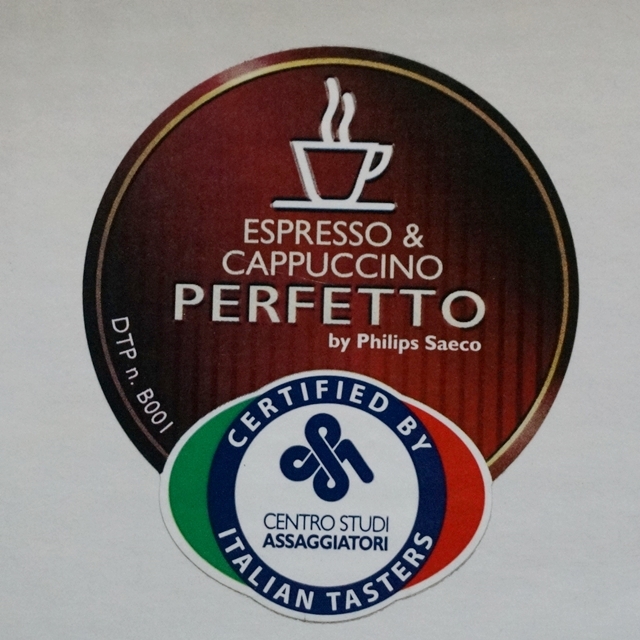 ESPRESSO &
CAPPUCCINO
PERFETTO
by Philips Saeco
DTP n. B001
CERTIFIED BY
CENTRO STUDI
ASSAGGIATORI
ITALIAN TASTERS